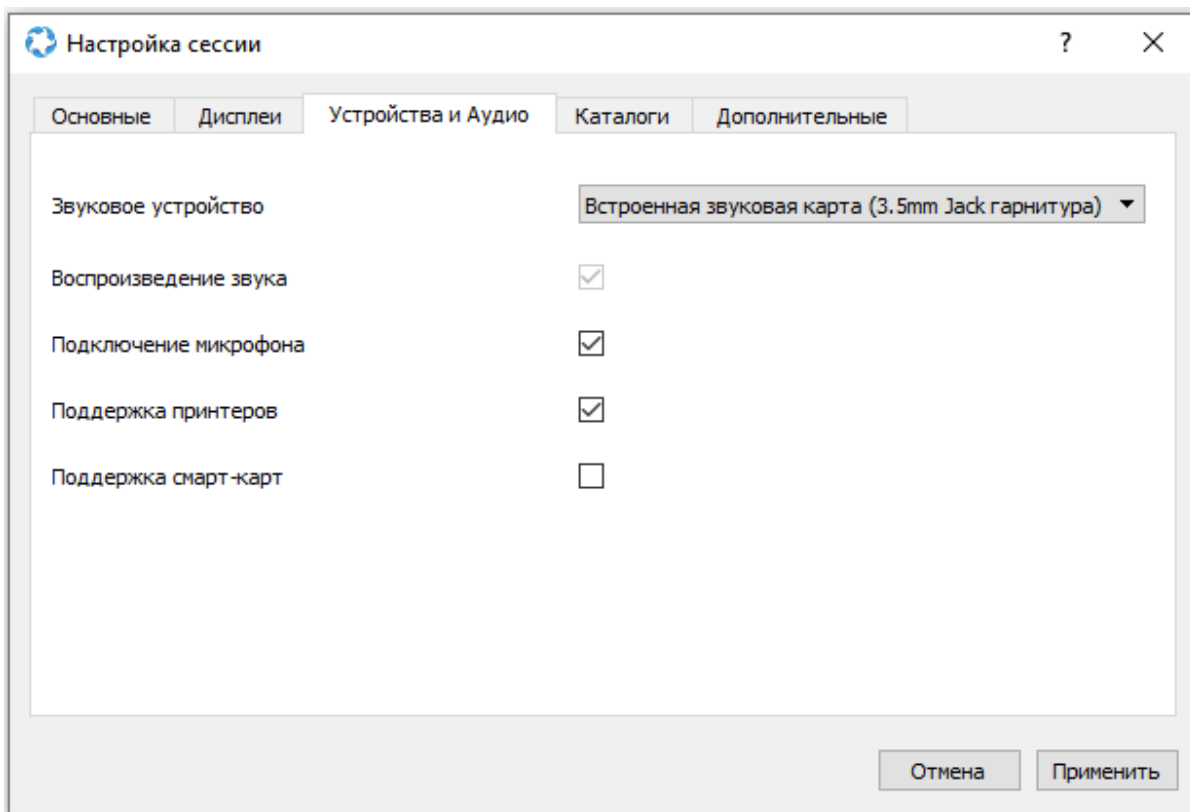 Настройка сессии
?
Основные Дисплеи Устройства и Аудио Каталоги Дополнительные
Звуковое устройство Встроенная звуковая карта (3.5mm Jack гарнитура)
Воспроизведение звука
Подключение микрофона
Поддержка принтеров
Поддержка смарт-карт
Отмена Применить